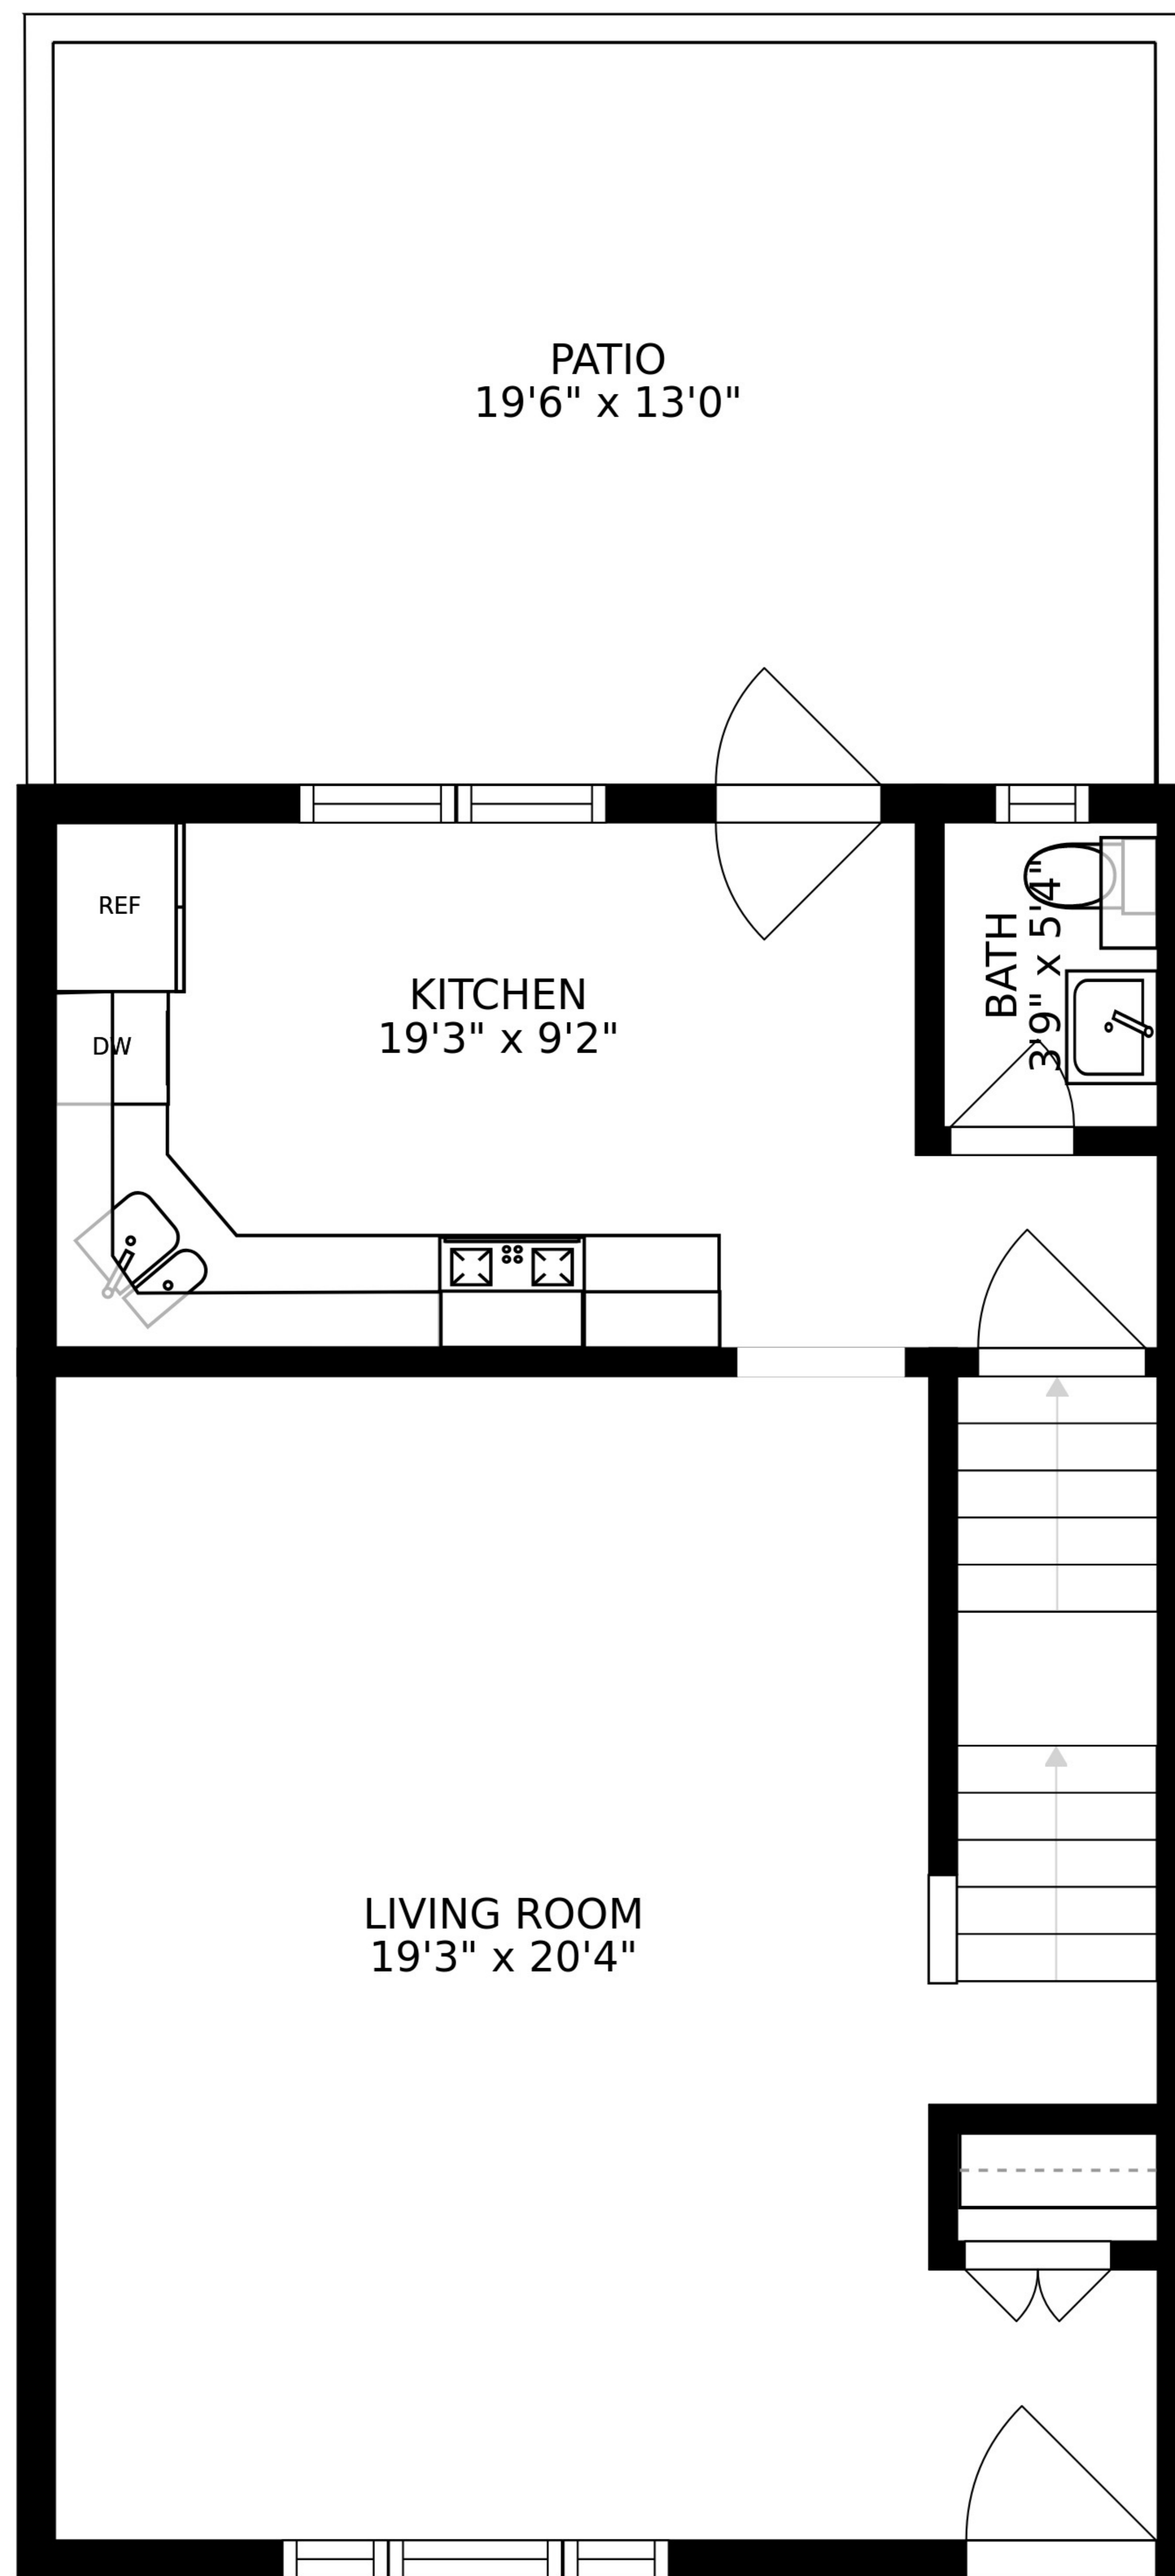 PATIO
19'6" x 13'0"
REF
KITCHEN
19'3" x 9'2"
BATH
3'9" x 5'4"
DW
LIVING ROOM
19'3" x 20'4"